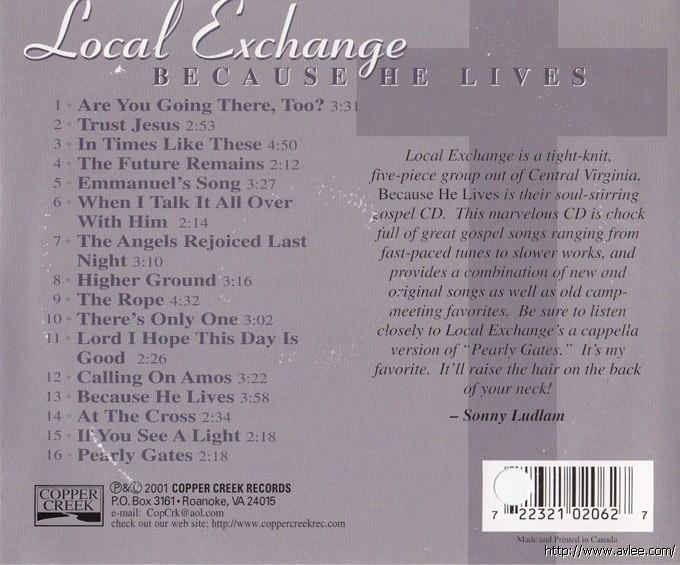 Local Exchange
BECAUSE HE LIVES
1 • Are You Going There, Too? 3:31
2 • Trust Jesus 2:53
3 • In Times Like These 4:50
4 • The Future Remains 2:12
5 • Emmanuel's Song 3:27
6 • When I Talk It All Over
With Him 2:14
7 • The Angels Rejoiced Last
Night 3:10
8 • Higher Ground 3:16
9 • The Rope 4:32
10 • There's Only One 3:02
11 • Lord I Hope This Day Is
Good 2:26
12 • Calling On Amos 3:22
13 • Because He Lives 3:58
14 • At The Cross 2:34
15 • If You See A Light 2:18
16 • Pearly Gates 2:18
Local Exchange is a tight-knit,
five-piece group out of Central Virginia.
Because He Lives is their soul-stirring
gospel CD. This marvelous CD is chock
full of great gospel songs ranging from
fast-paced tunes to slower works, and
provides a combination of new and
original songs as well as old camp-
meeting favorites. Be sure to listen
closely to Local Exchange's a cappella
version of “Pearly Gates.” It's my
favorite. It'll raise the hair on the back
of your neck!
– Sonny Ludlam
COPPER
CREEK
℗&© 2001 COPPER CREEK RECORDS
P.O. Box 3161 • Roanoke, VA 24015
e-mail: CopCrk@aol.com
check out our web site: http://www.coppercreekrec.com
7 22321 02062 7
Made and Printed in Canada
http://www.avlee.com/